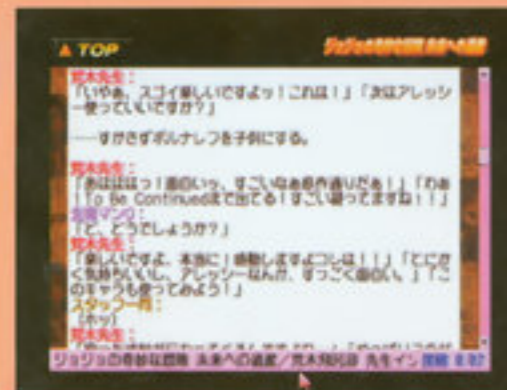 ▲ TOP
ジョジョの奇妙な冒険 未来への遺産
荒木先生：
「いやぁ、スゴイ楽しいですよッ！これは！」「次はアレッシ
ー使っていいですか？」
――すかさずポルナレフを子供にする。
荒木先生：
「あははははっ！面白いッ、すごいなぁ原作通りだぁ！」「わぁ
！To Be Continuedまで出てる！すごい凝ってますね！！」
「ど、どうでしょうか？」
荒木先生：
「楽しいですよ、本当に！感動しますよコレは！！」「とにか
く気持ちいいし、アレッシーなんか、すっごく面白い。」「こ
のキャラも使ってみよう！」
スタッフ一同：
（ホッ）
荒木先生：
ジョジョの奇妙な冒険 未来への遺産／荒木飛呂彦 先生イン